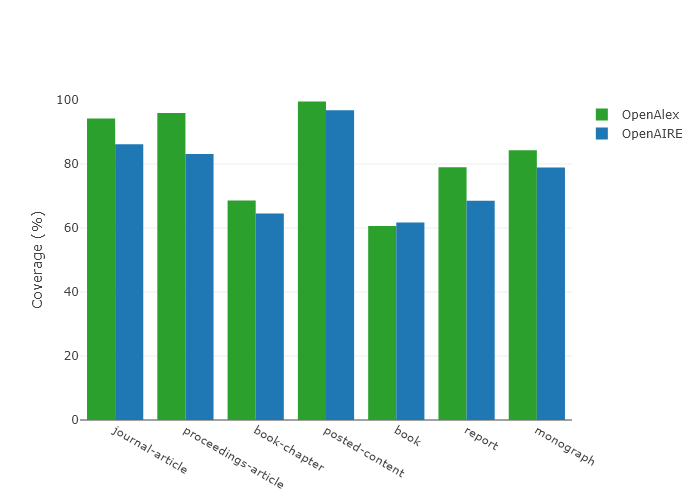 100
80
60
40
20
0
Coverage (%)
journal-article
proceedings-article
book-chapter
posted-content
book
report
monograph
OpenAlex
OpenAIRE